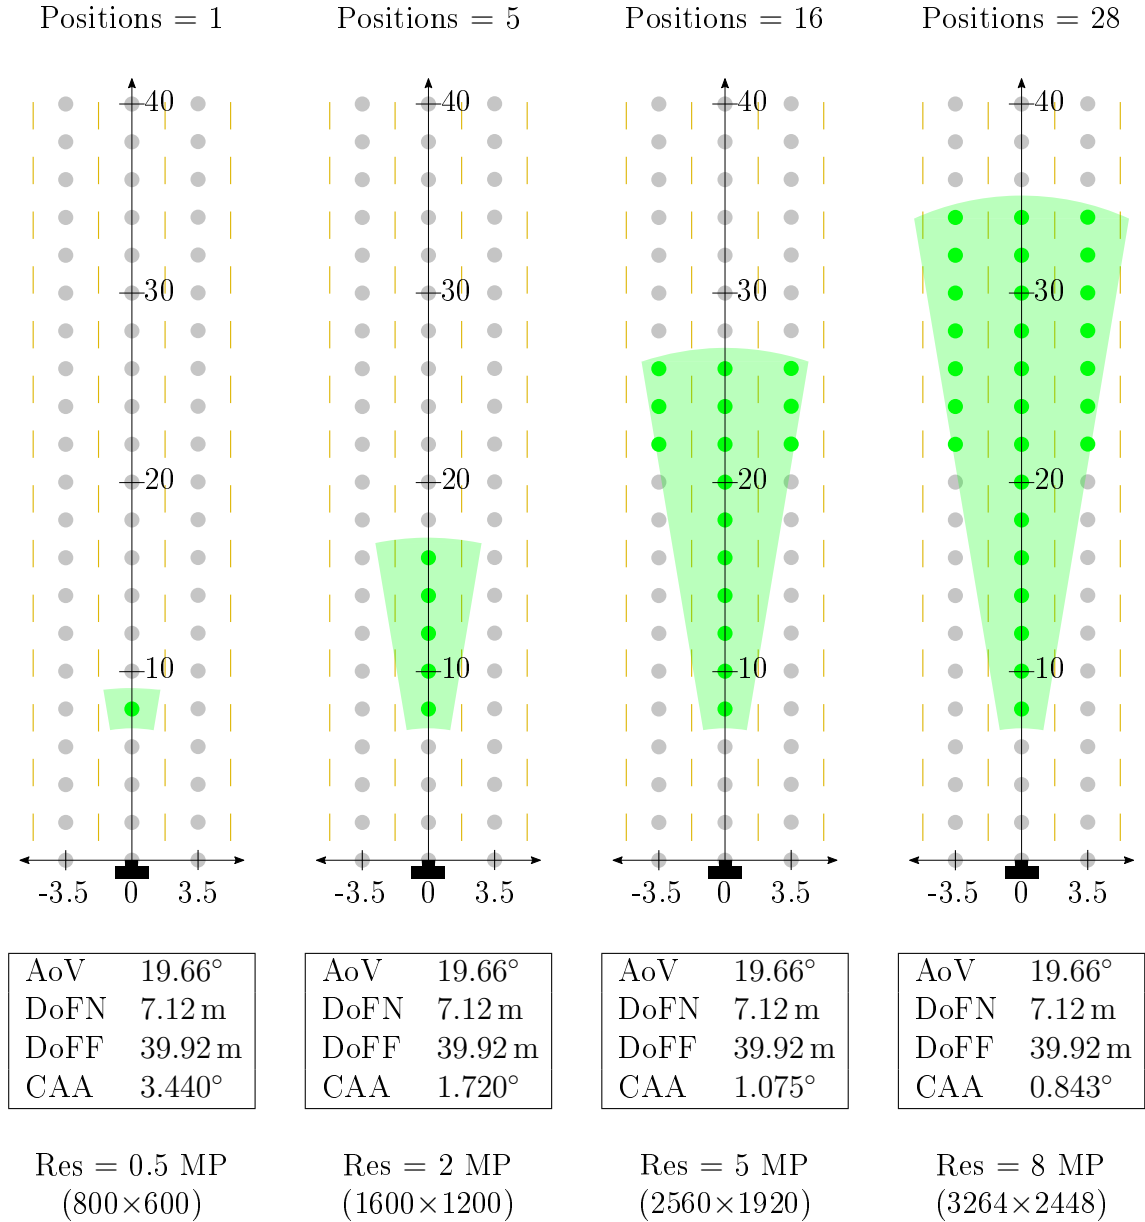 Positions = 1
Positions = 5
Positions = 16
Positions = 28
40
30
20
10
-3.5 0 3.5
40
30
20
10
-3.5 0 3.5
40
30
20
10
-3.5 0 3.5
40
30
20
10
-3.5 0 3.5
AoV 19.66°
DoFN 7.12 m
DoFF 39.92 m
CAA 3.440°
AoV 19.66°
DoFN 7.12 m
DoFF 39.92 m
CAA 1.720°
AoV 19.66°
DoFN 7.12 m
DoFF 39.92 m
CAA 1.075°
AoV 19.66°
DoFN 7.12 m
DoFF 39.92 m
CAA 0.843°
Res = 0.5 MP
(800×600)
Res = 2 MP
(1600×1200)
Res = 5 MP
(2560×1920)
Res = 8 MP
(3264×2448)